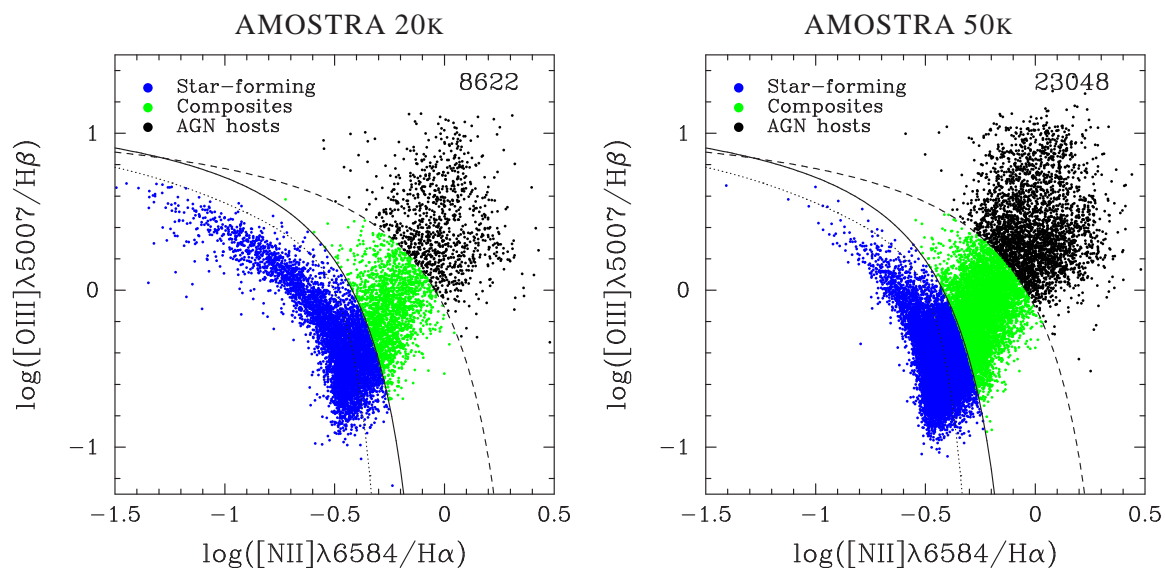 AMOSTRA 20K
8622
Star-forming
Composites
AGN hosts
log([OIII]λ5007/Hβ)
1
0
−1
−1.5 −1 −0.5 0 0.5
log([NII]λ6584/Hα)
AMOSTRA 50K
23048
Star-forming
Composites
AGN hosts
log([OIII]λ5007/Hβ)
1
0
−1
−1.5 −1 −0.5 0 0.5
log([NII]λ6584/Hα)